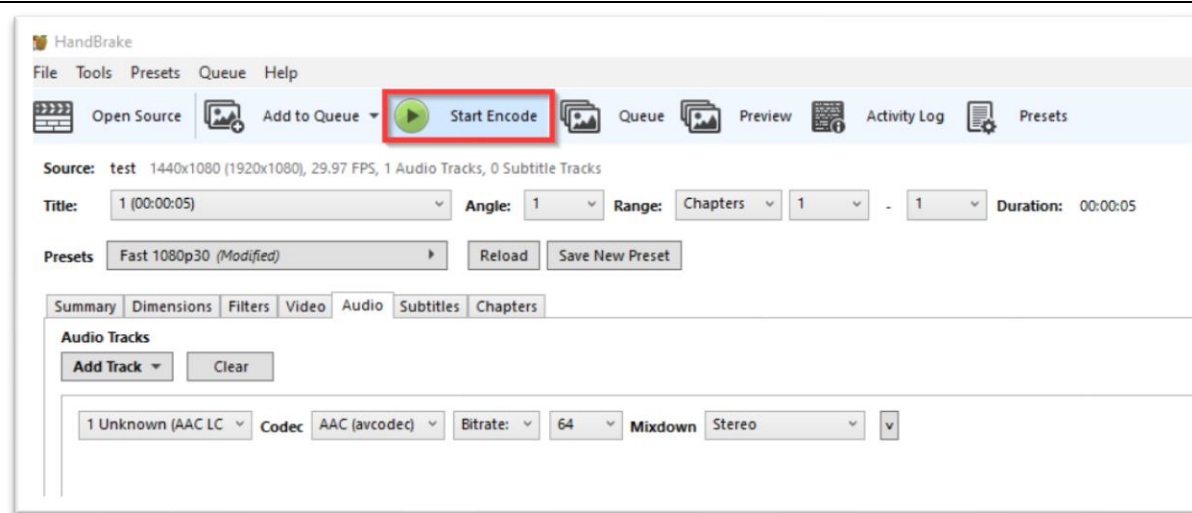 HandBrake
File Tools Presets Queue Help
Open Source Add to Queue Start Encode Queue Preview Activity Log Presets
Source: test 1440x1080 (1920x1080), 29.97 FPS, 1 Audio Tracks, 0 Subtitle Tracks
Title: 1 (00:00:05) Angle: 1 Range: Chapters 1 - 1 Duration: 00:00:05
Presets Fast 1080p30 (Modified) Reload Save New Preset
Summary Dimensions Filters Video Audio Subtitles Chapters
Audio Tracks
Add Track Clear
1 Unknown (AAC LC Codec AAC (avcodec) Bitrate: 64 Mixdown Stereo v